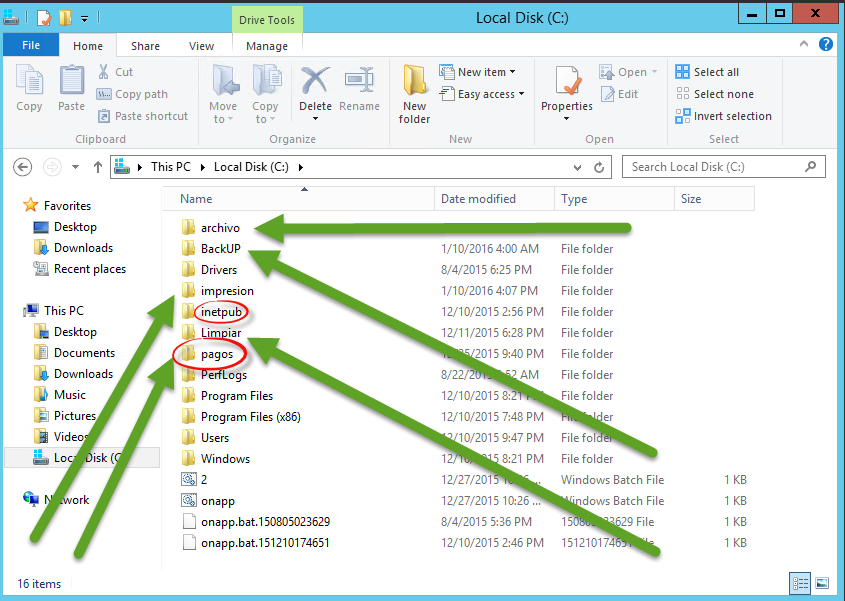 Drive Tools
Local Disk (C:)
File Home Share View Manage
Copy
Paste
Cut
Copy path
Paste shortcut
Clipboard
Move to
Copy to
Delete
Rename
Organize
New folder
New item
Easy access
New
Properties
Open
Edit
Open
Select all
Select none
Invert selection
Select
This PC Local Disk (C:)
Search Local Disk (C:)
Favorites
Desktop
Downloads
Recent places
This PC
Desktop
Documents
Downloads
Music
Pictures
Videos
Local Disk (C
Network
Name Date modified Type Size
archivo
BackUP 1/10/2016 4:00 AM File folder
Drivers 8/4/2015 6:25 PM File folder
impresion 1/10/2016 4:07 PM File folder
inetpub 12/10/2015 2:56 PM File folder
Limpiar 12/11/2015 6:28 PM File folder
pagos 9:40 PM File folder
PerfLogs File folder
Program Files 12/10/2015 8:21 File folder
Program Files (x86) 12/10/2015 7:48 PM File folder
Users 12/10/2015 9:47 PM File folder
Windows 8:21 PM File folder
2 12/27/2015 Windows Batch File 1 KB
onapp 12/27/2015 10:26 ... Windows Batch File 1 KB
onapp.bat.150805023629 8/4/2015 5:36 PM File 1 KB
onapp.bat.151210174651 12/10/2015 2:46 PM File 1 KB
16 items